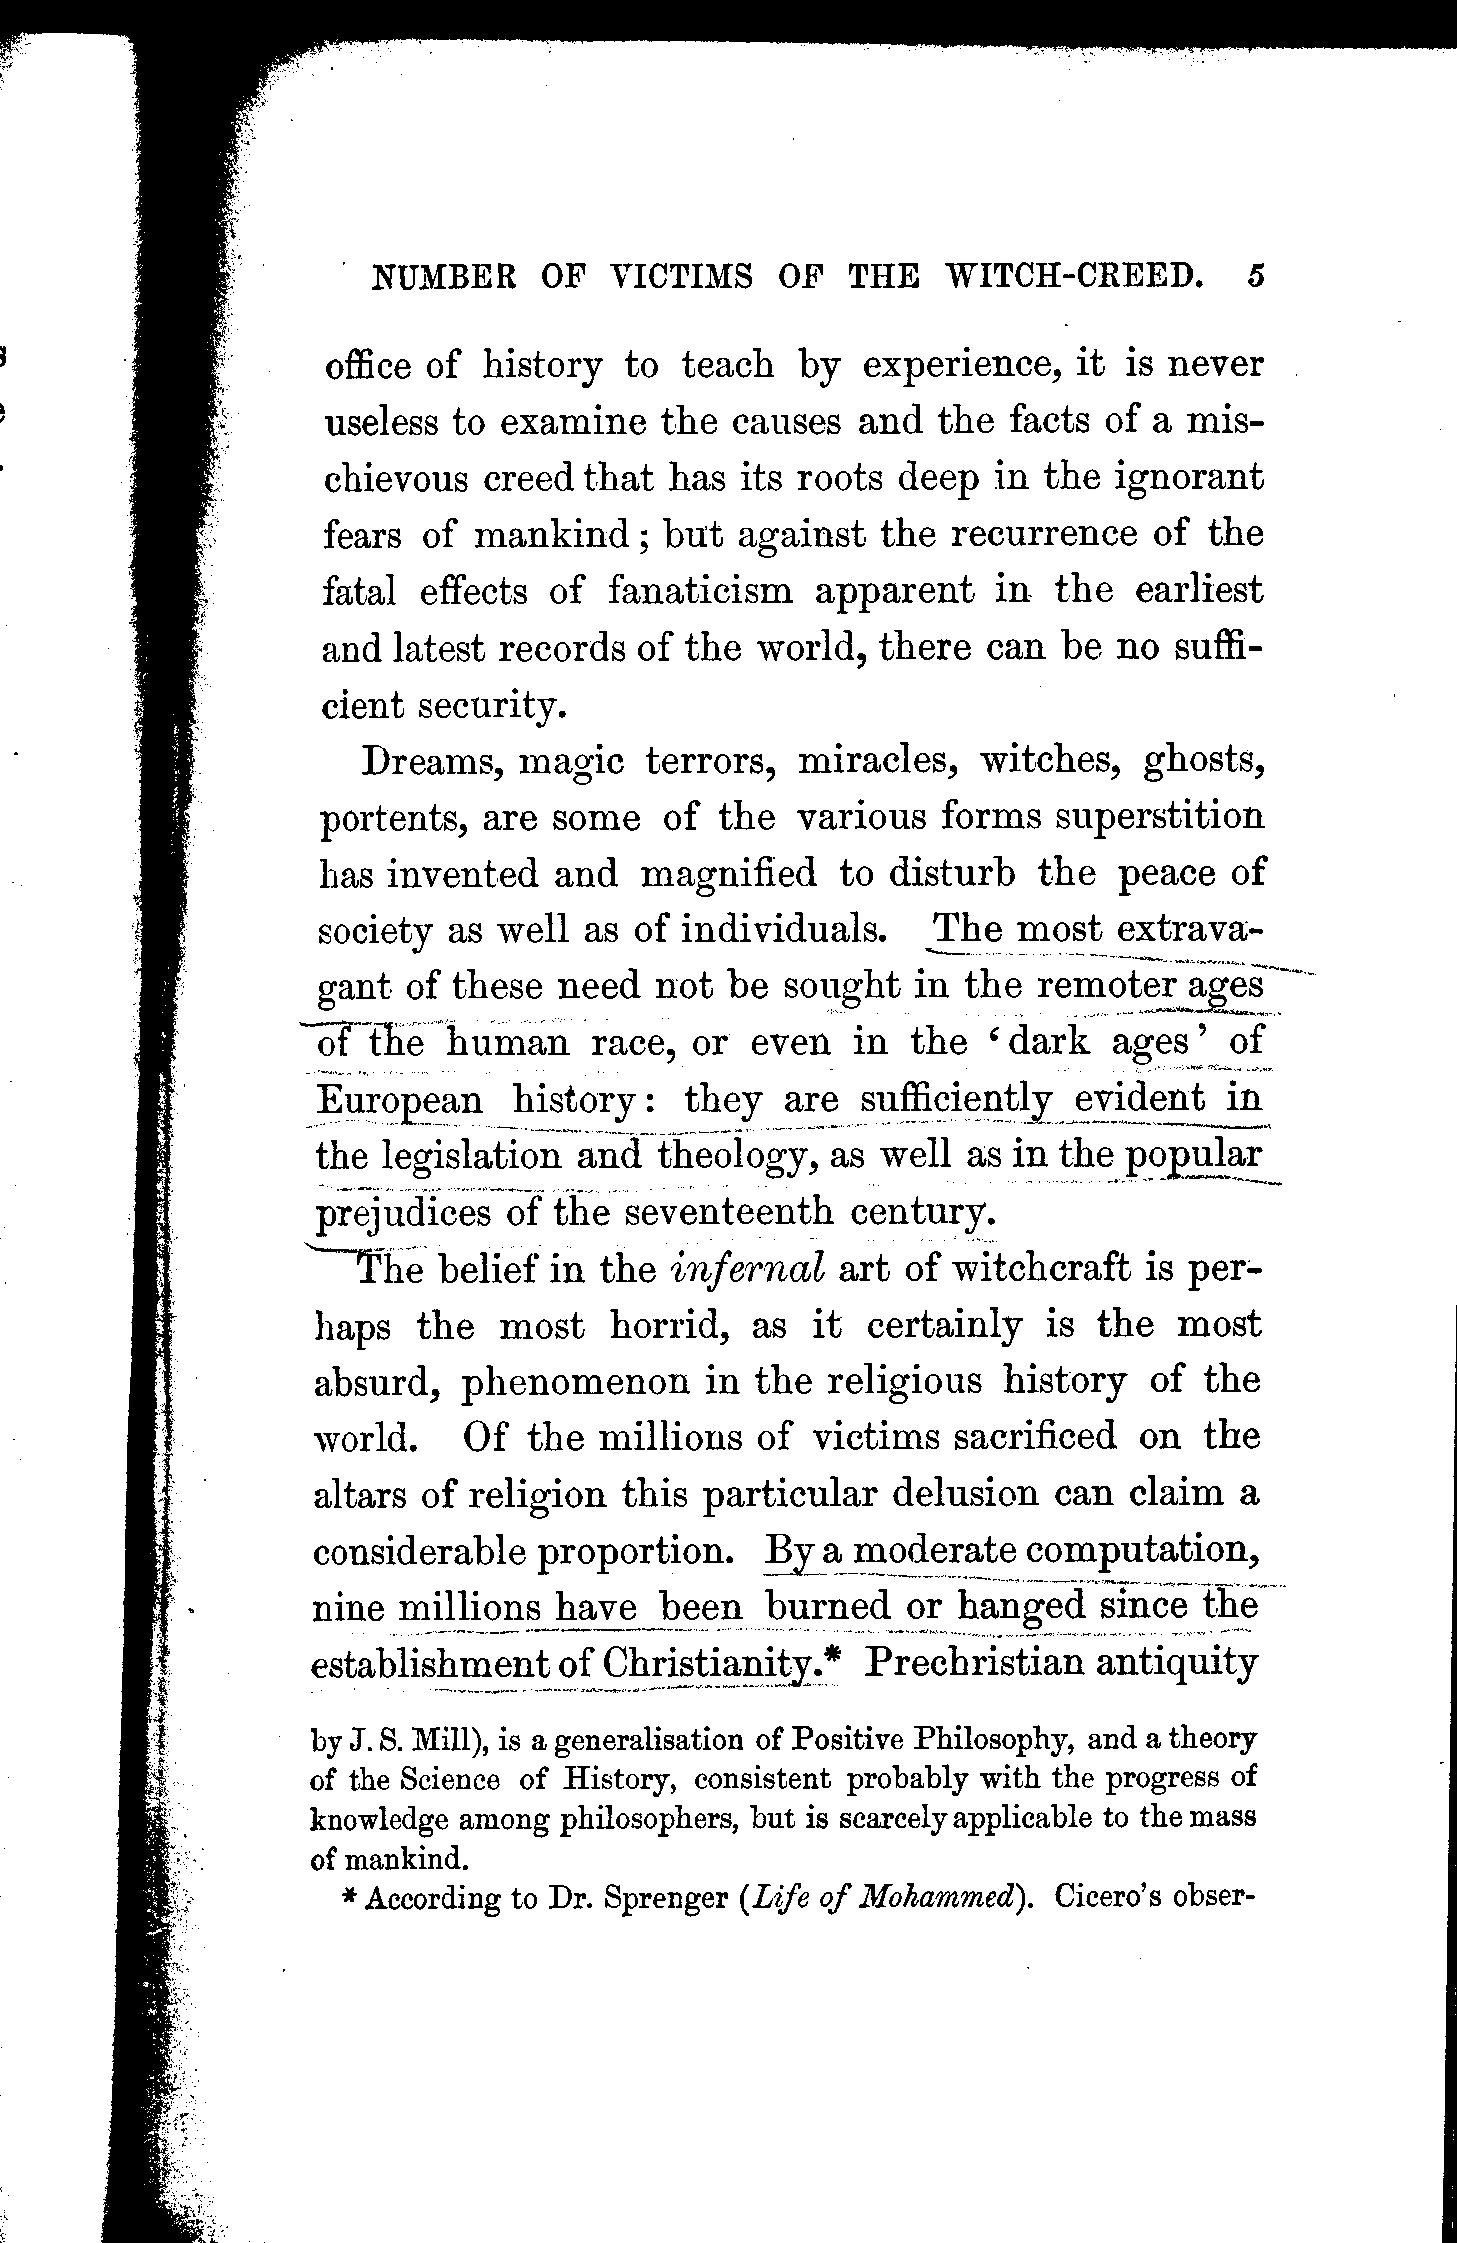 NUMBER OF VICTIMS OF THE WITCH-CREED. 5
office of history to teach by experience, it is never
useless to examine the causes and the facts of a mis-
chievous creed that has its roots deep in the ignorant
fears of mankind; but against the recurrence of the
fatal effects of fanaticism apparent in the earliest
and latest records of the world, there can be no suffi-
cient security.
Dreams, magic terrors, miracles, witches, ghosts,
portents, are some of the various forms superstition
has invented and magnified to disturb the peace of
society as well as of individuals. The most extrava-
gant of these need not be sought in the remoter ages
of the human race, or even in the ‘dark ages’ of
European history: they are sufficiently evident in
the legislation and theology, as well as in the popular
prejudices of the seventeenth century.
The belief in the infernal art of witchcraft is per-
haps the most horrid, as it certainly is the most
absurd, phenomenon in the religious history of the
world. Of the millions of victims sacrificed on the
altars of religion this particular delusion can claim a
considerable proportion. By a moderate computation,
nine millions have been burned or hanged since the
establishment of Christianity.* Prechristian antiquity
by J. S. Mill), is a generalisation of Positive Philosophy, and a theory
of the Science of History, consistent probably with the progress of
knowledge among philosophers, but is scarcely applicable to the mass
of mankind.
* According to Dr. Sprenger (Life of Mohammed). Cicero's obser-